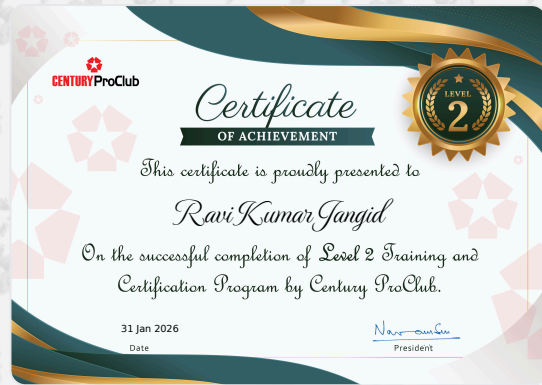 CENTURY ProClub
LEVEL
2
Certificate
OF ACHIEVEMENT
This certificate is proudly presented to
Ravi Kumar Jangid
On the successful completion of Level 2 Training and
Certification Program by Century ProClub.
31 Jan 2026
Date
President